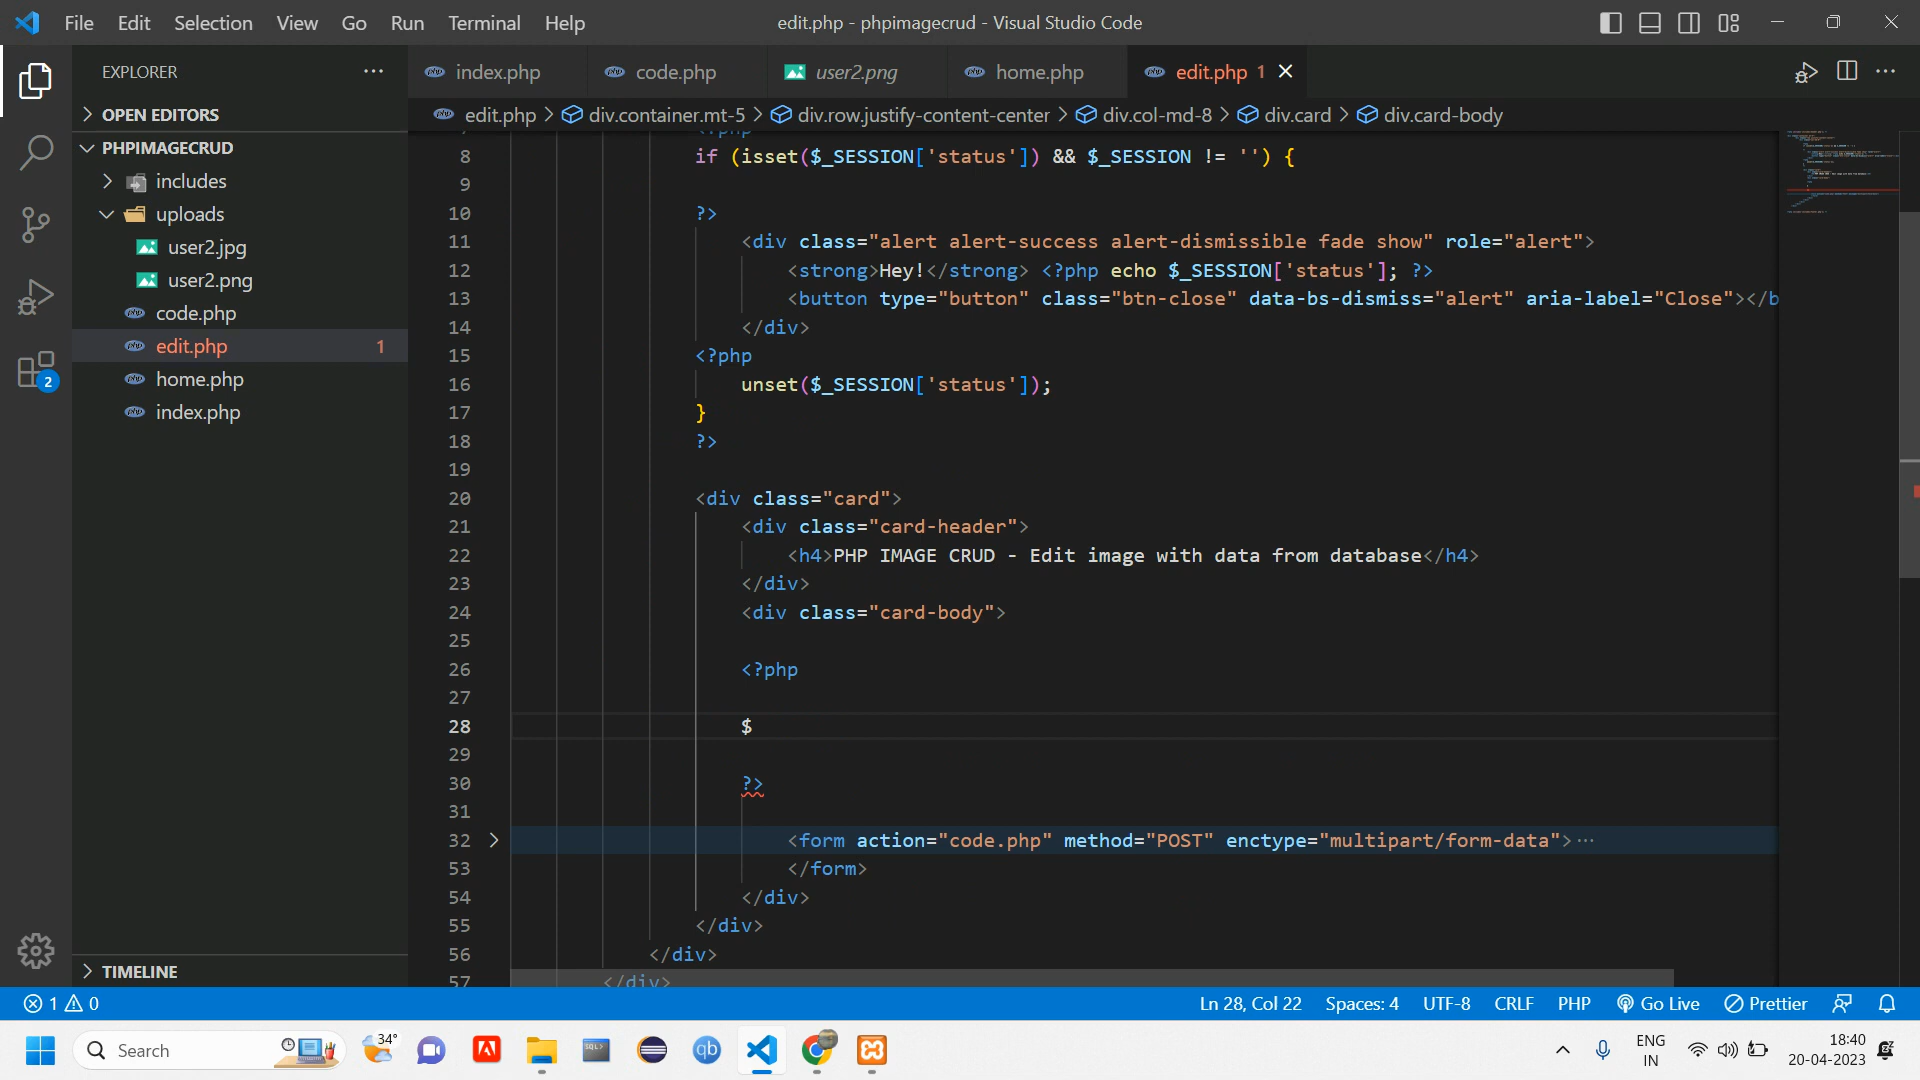 File Edit Selection View Go Run Terminal Help edit.php - phpimagecrud - Visual Studio Code
EXPLORER ···
index.php code.php user2.png home.php edit.php 1
OPEN EDITORS
edit.php > div.container.mt-5 > div.row.justify-content-center > div.col-md-8 > div.card > div.card-body
PHPIMAGECRUD
includes
uploads
user2.jpg
user2.png
code.php
edit.php 1
home.php
index.php
TIMELINE
7 <?php
8 if (isset($_SESSION['status']) && $_SESSION != '') {
9
10 ?>
11 <div class="alert alert-success alert-dismissible fade show" role="alert">
12 <strong>Hey!</strong> <?php echo $_SESSION['status']; ?>
13 <button type="button" class="btn-close" data-bs-dismiss="alert" aria-label="Close"></b
14 </div>
15 <?php
16 unset($_SESSION['status']);
17 }
18 ?>
19
20 <div class="card">
21 <div class="card-header">
22 <h4>PHP IMAGE CRUD - Edit image with data from database</h4>
23 </div>
24 <div class="card-body">
25
26 <?php
27
28 $
29
30 ?>
31
32 <form action="code.php" method="POST" enctype="multipart/form-data">···
53 </form>
54 </div>
55 </div>
56 </div>
57 </div>
2
1 0 Ln 28, Col 22 Spaces: 4 UTF-8 CRLF PHP Go Live Prettier
Search 34° SQL> qb ENG IN 18:40 20-04-2023